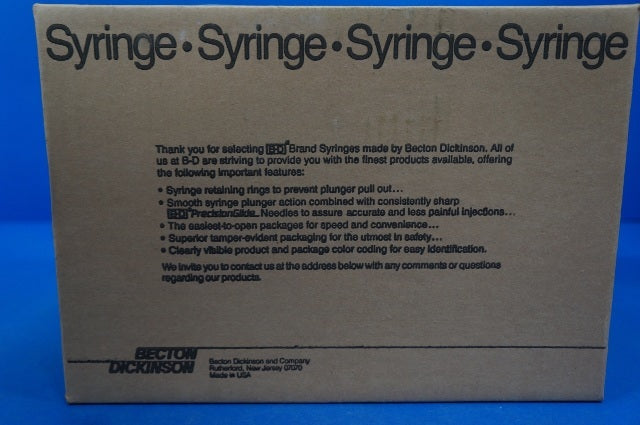 Syringe • Syringe • Syringe • Syringe
Thank you for selecting B-D® Brand Syringes made by Becton Dickinson. All of
us at B-D are striving to provide you with the finest products available, offering
the following important features:
• Syringe retaining rings to prevent plunger pull out...
• Smooth syringe plunger action combined with consistently sharp
B-D® PrecisionGlide™ Needles to assure accurate and less painful injections...
• The easiest-to-open packages for speed and convenience...
• Superior tamper-evident packaging for the utmost in safety...
• Clearly visible product and package color coding for easy identification.
We invite you to contact us at the address below with any comments or questions
regarding our products.
BECTON
DICKINSON
Becton Dickinson and Company
Rutherford, New Jersey 07070
Made in USA